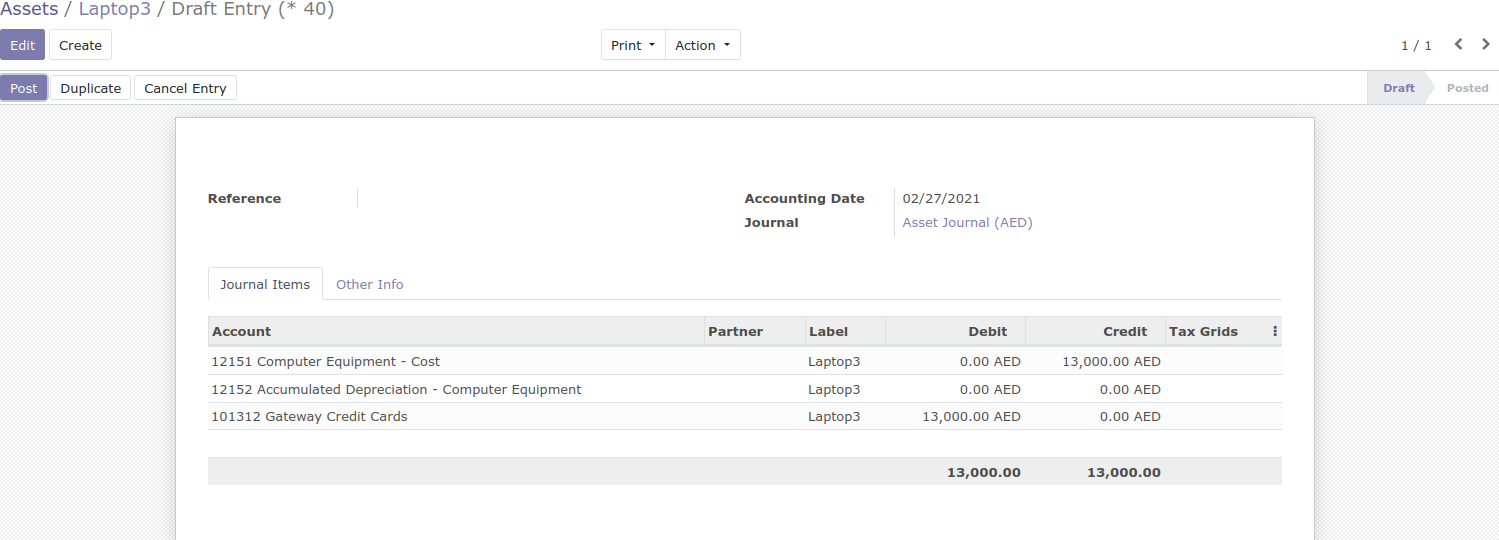 Assets / Laptop3 / Draft Entry (* 40)
Edit Create Print Action 1 / 1
Post Duplicate Cancel Entry Draft Posted
Reference Accounting Date 02/27/2021
Journal Asset Journal (AED)
Journal Items Other Info
Account Partner Label Debit Credit Tax Grids
12151 Computer Equipment - Cost Laptop3 0.00 AED 13,000.00 AED
12152 Accumulated Depreciation - Computer Equipment Laptop3 0.00 AED 0.00 AED
101312 Gateway Credit Cards Laptop3 13,000.00 AED 0.00 AED
13,000.00 13,000.00